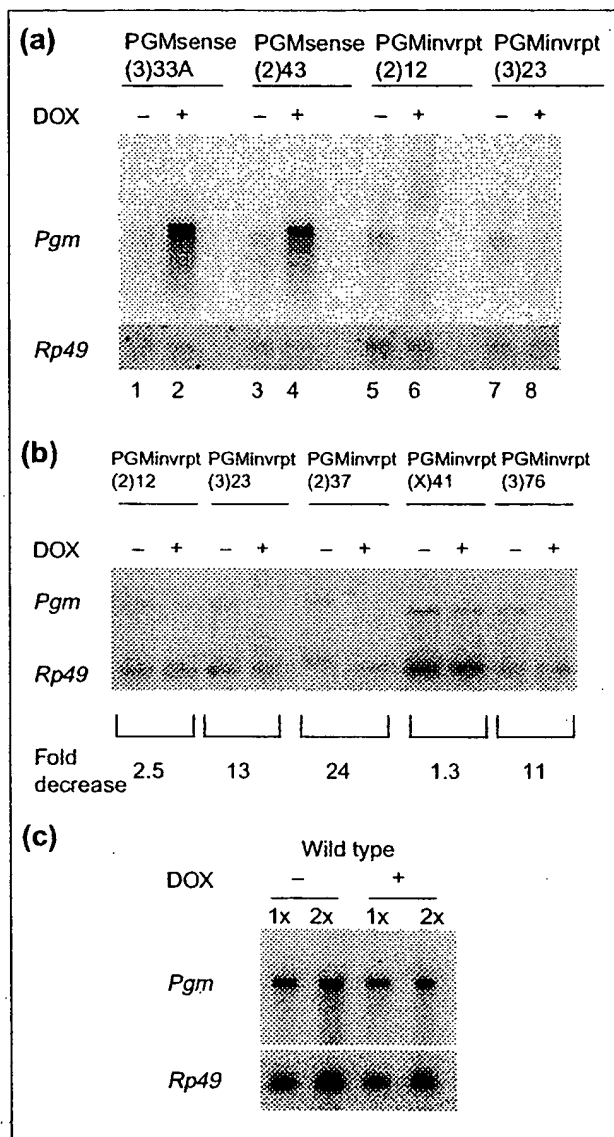 (a)
PGMsense PGMsense PGMinvrpt PGMinvrpt
(3)33A (2)43 (2)12 (3)23
DOX − + − + − + − +
Pgm
Rp49
1 2 3 4 5 6 7 8
(b)
PGMinvrpt PGMinvrpt PGMinvrpt PGMinvrpt PGMinvrpt
(2)12 (3)23 (2)37 (X)41 (3)76
DOX − + − + − + − + − +
Pgm
Rp49
Fold
decrease 2.5 13 24 1.3 11
(c)
Wild type
DOX − +
1x 2x 1x 2x
Pgm
Rp49